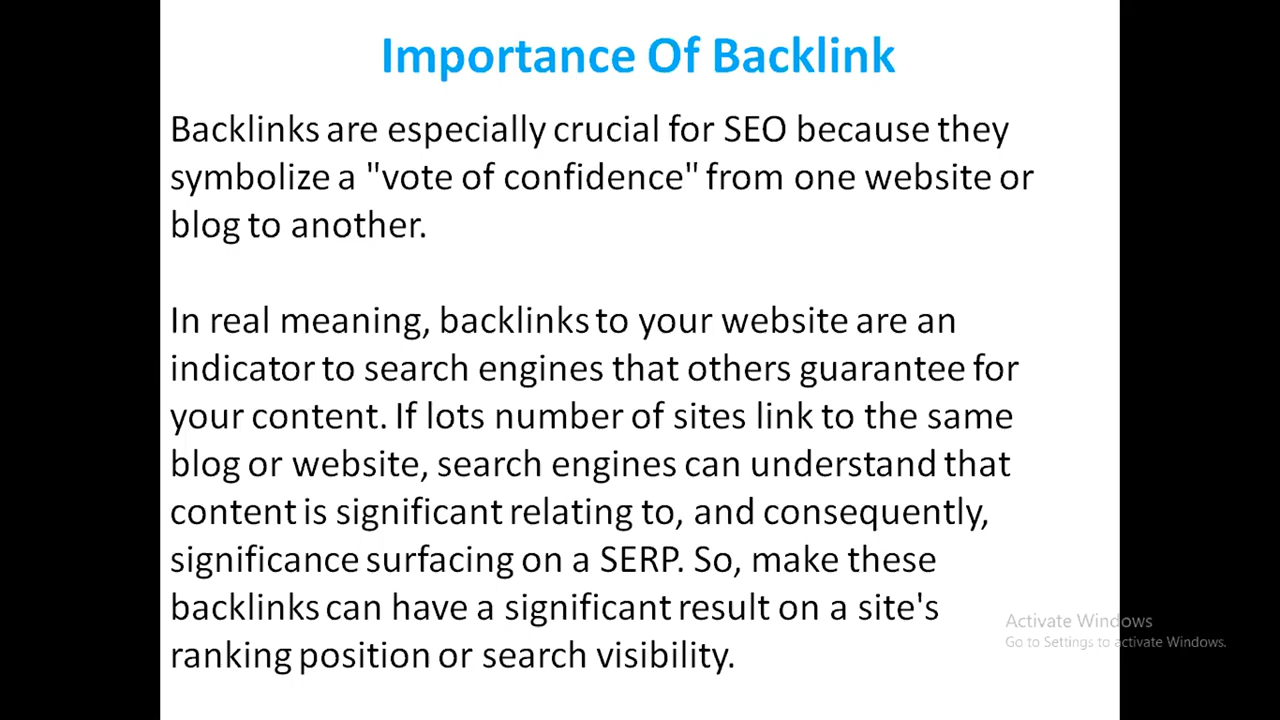 Importance Of Backlink
Backlinks are especially crucial for SEO because they
symbolize a "vote of confidence" from one website or
blog to another.
In real meaning, backlinks to your website are an
indicator to search engines that others guarantee for
your content. If lots number of sites link to the same
blog or website, search engines can understand that
content is significant relating to, and consequently,
significance surfacing on a SERP. So, make these
backlinks can have a significant result on a site's
ranking position or search visibility.
Activate Windows
Go to Settings to activate Windows.